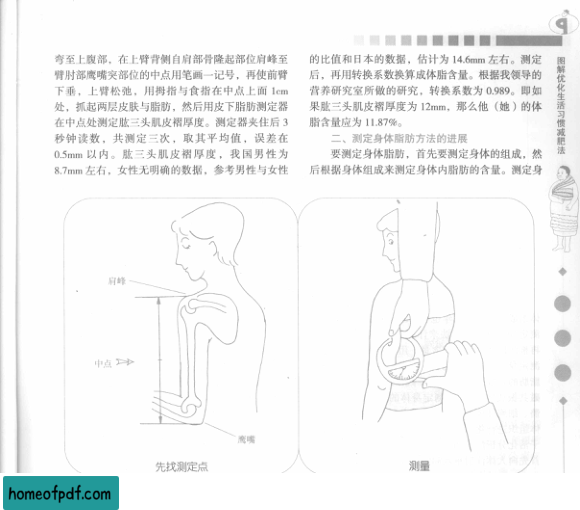 弯至上腹部，在上臂背侧自肩部骨隆起部位肩峰至
臂肘部鹰嘴突部位的中点用笔画一记号，再使前臂
下垂，上臂松弛，用拇指与食指在中点上面 1cm
处，抓起两层皮肤与脂肪，然后用皮下脂肪测定器
在中点处测定肱三头肌皮褶厚度。测定器夹住后 3
秒钟读数，共测定三次，取其平均值，误差在
0.5mm 以内。肱三头肌皮褶厚度，我国男性为
8.7mm 左右，女性无明确的数据，参考男性与女性
的比值和日本的数据，估计为 14.6mm 左右。测定
后，再用转换系数换算成体脂含量。根据我领导的
营养研究室所做的研究，转换系数为 0.989。即如
果肱三头肌皮褶厚度为 12mm，那么他（她）的体
脂含量应为 11.87%。
二、测定身体脂肪方法的进展
要测定身体脂肪，首先要测定身体的组成，然
后根据身体组成来测定身体内脂肪的含量。测定身
图解优化生活习惯减肥法
肩峰
中点
鹰嘴
先找测定点
测量
homeofpdf.com